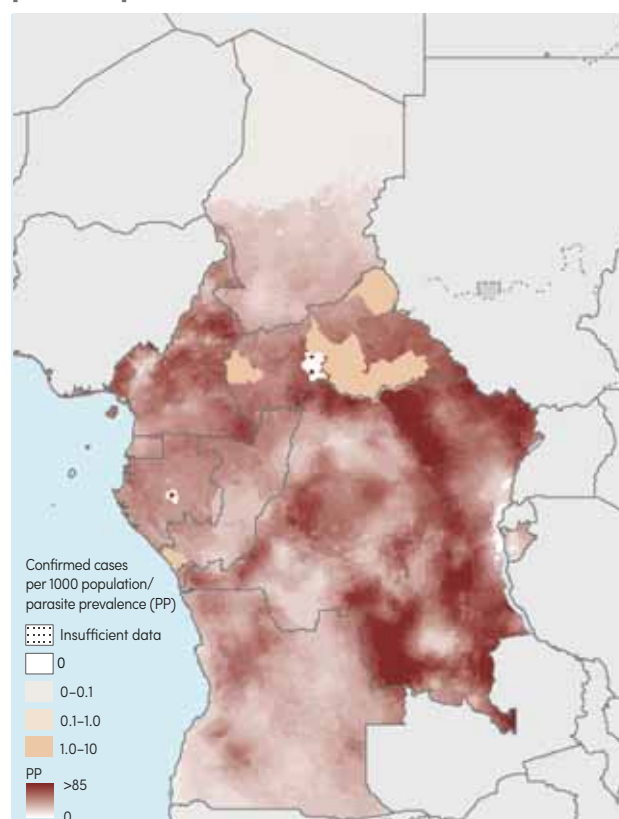 Confirmed cases
per 1000 population/
parasite prevalence (PP)
Insufficient data
0
0–0.1
0.1–1.0
1.0–10
PP
>85
0